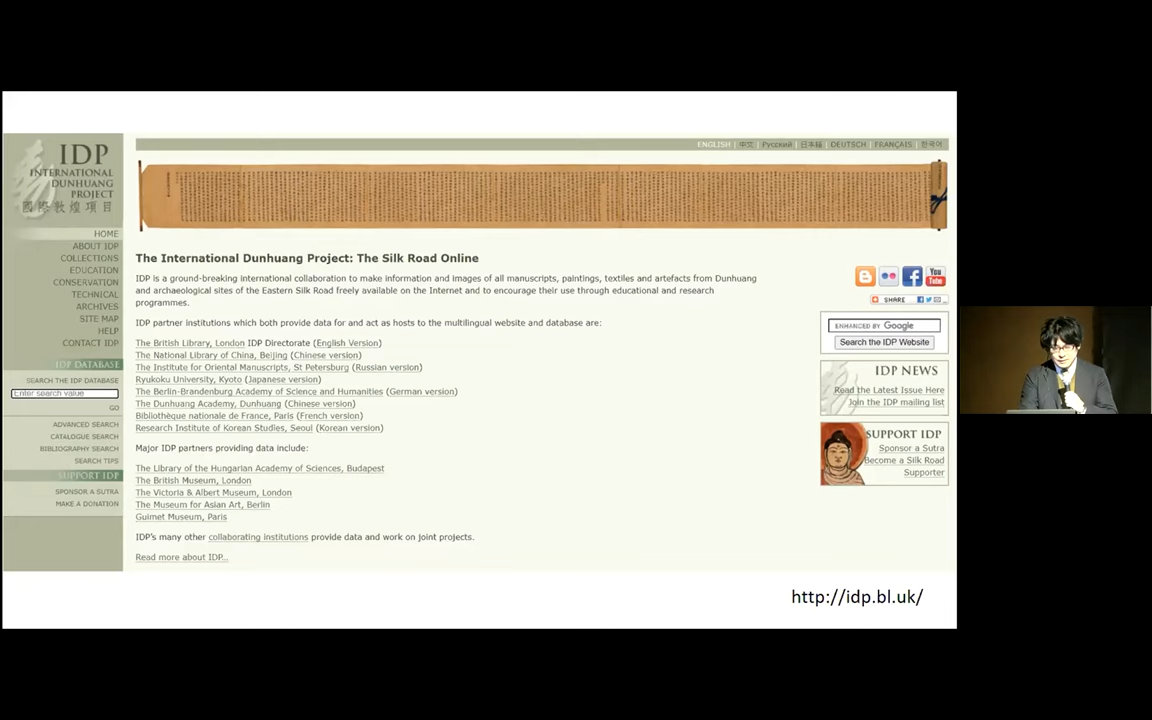 IDP
INTERNATIONAL
DUNHUANG
PROJECT
國際敦煌項目
HOME
ABOUT IDP
COLLECTIONS
EDUCATION
CONSERVATION
TECHNICAL
ARCHIVES
SITE MAP
HELP
CONTACT IDP
IDP DATABASE
SEARCH THE IDP DATABASE
Enter search value
GO
ADVANCED SEARCH
CATALOGUE SEARCH
BIBLIOGRAPHY SEARCH
SEARCH TIPS
SUPPORT IDP
SPONSOR A SUTRA
MAKE A DONATION
ENGLISH | 中文 | Русский | 日本語 | DEUTSCH | FRANÇAIS | 한국어
The International Dunhuang Project: The Silk Road Online
IDP is a ground-breaking international collaboration to make information and images of all manuscripts, paintings, textiles and artefacts from Dunhuang
and archaeological sites of the Eastern Silk Road freely available on the Internet and to encourage their use through educational and research
programmes.
IDP partner institutions which both provide data for and act as hosts to the multilingual website and database are:
The British Library, London IDP Directorate (English Version)
The National Library of China, Beijing (Chinese version)
The Institute for Oriental Manuscripts, St Petersburg (Russian version)
Ryukoku University, Kyoto (Japanese version)
The Berlin-Brandenburg Academy of Science and Humanities (German version)
The Dunhuang Academy, Dunhuang (Chinese version)
Bibliothèque nationale de France, Paris (French version)
Research Institute of Korean Studies, Seoul (Korean version)
Major IDP partners providing data include:
The Library of the Hungarian Academy of Sciences, Budapest
The British Museum, London
The Victoria & Albert Museum, London
The Museum for Asian Art, Berlin
Guimet Museum, Paris
IDP's many other collaborating institutions provide data and work on joint projects.
Read more about IDP...
You Tube
SHARE
ENHANCED BY Google
Search the IDP Website
IDP NEWS
Read the Latest Issue Here
Join the IDP mailing list
SUPPORT IDP
Sponsor a Sutra
Become a Silk Road
Supporter
http://idp.bl.uk/